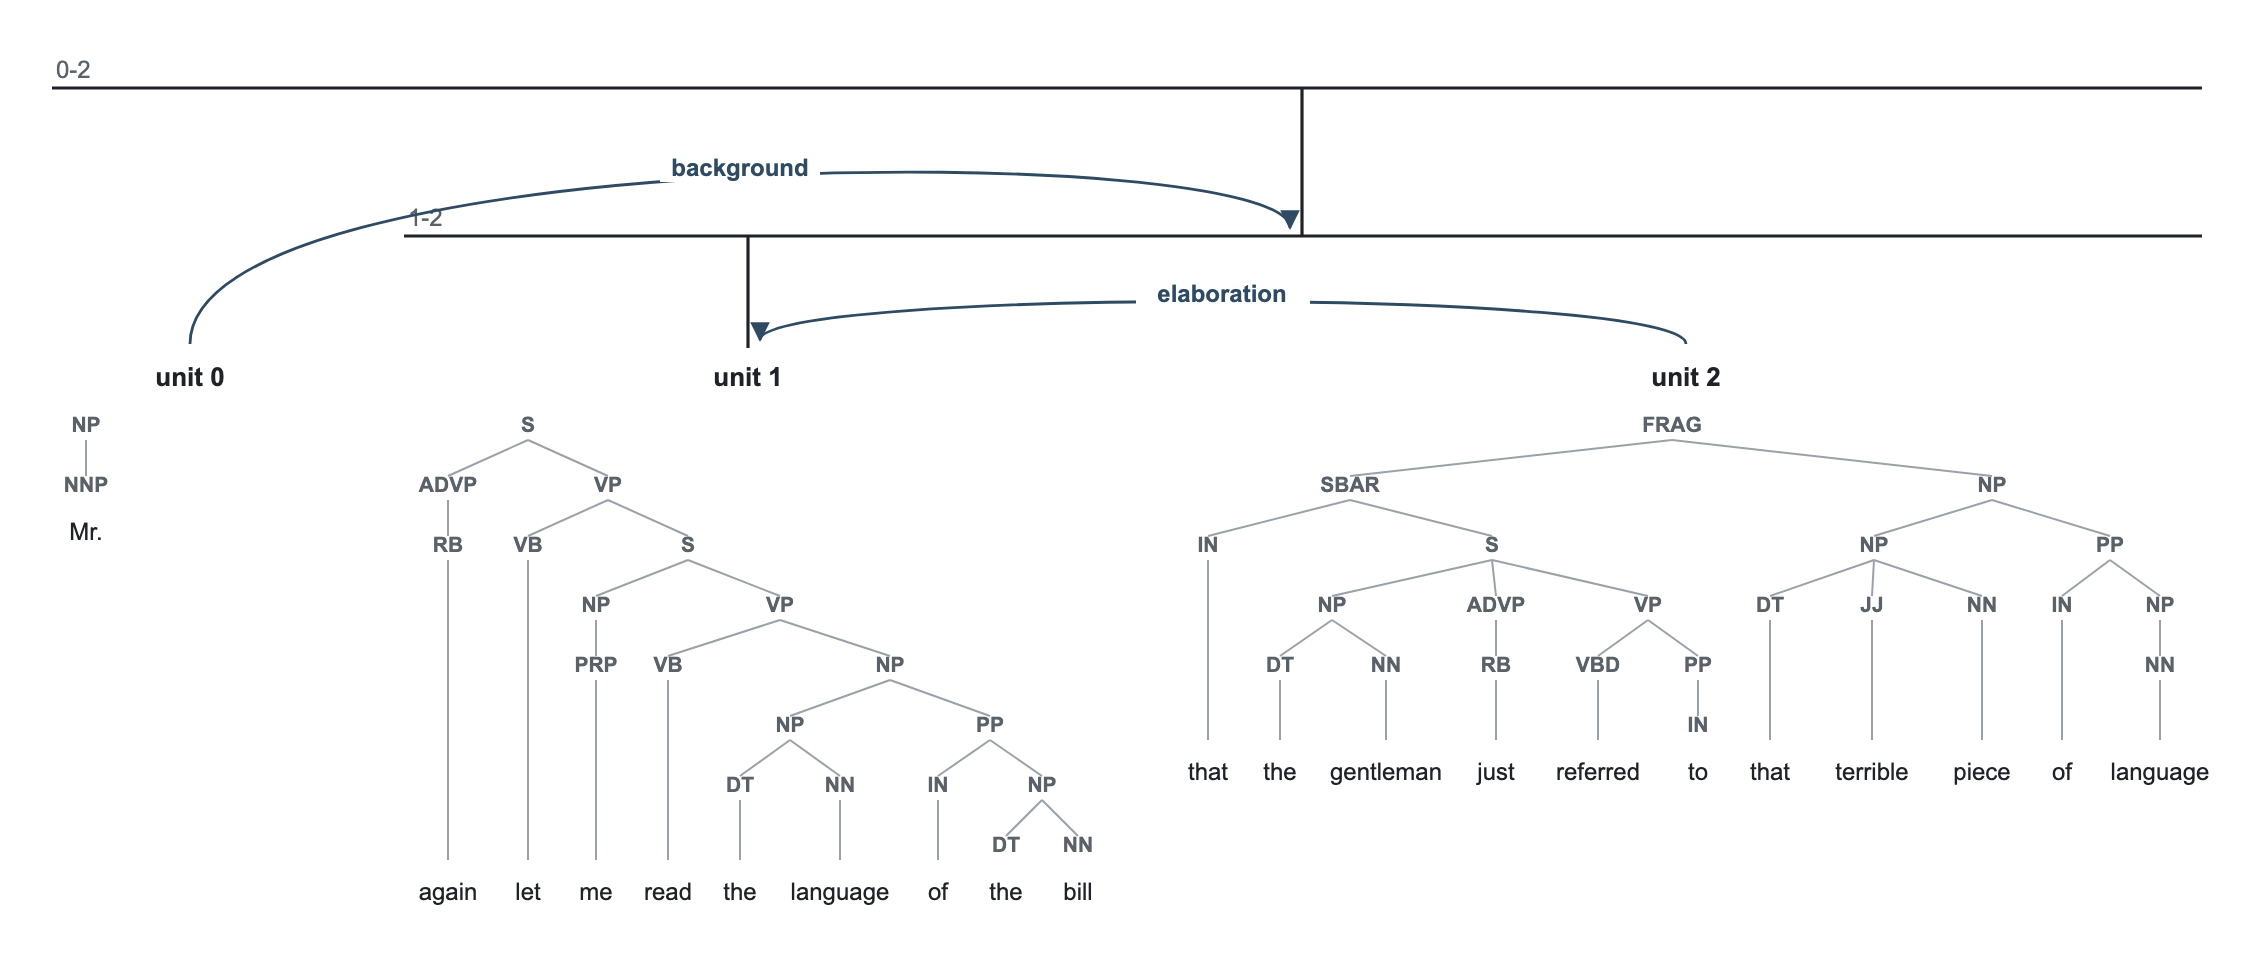 0-2
background
1-2
elaboration
unit 0 unit 1 unit 2
NP S FRAG
NNP ADVP VP SBAR NP
Mr.
RB VB S IN S NP PP
NP VP NP ADVP VP DT JJ NN IN NP
PRP VB NP DT NN RB VBD PP NN
NP PP IN
that the gentleman just referred to that terrible piece of language
DT NN IN NP
DT NN
again let me read the language of the bill